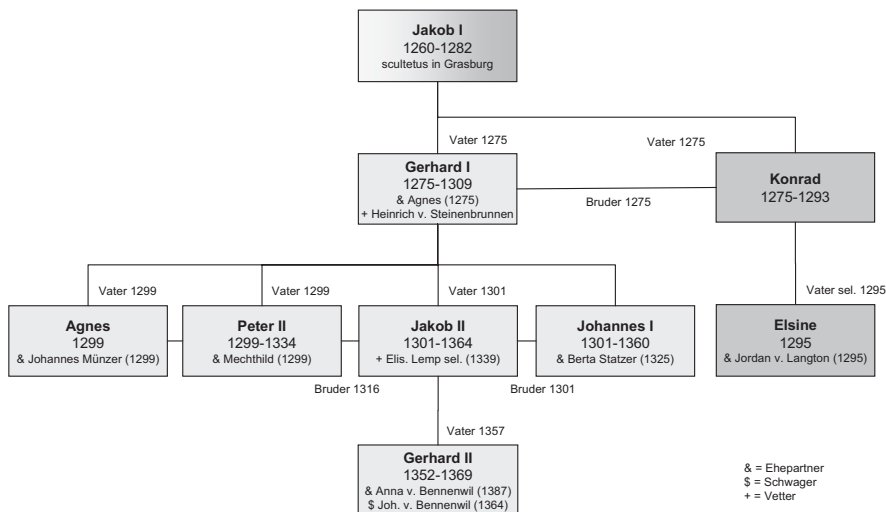 Jakob I
1260-1282
scultetus in Grasburg
Vater 1275
Vater 1275
Gerhard I
1275-1309
& Agnes (1275)
+ Heinrich v. Steinenbrunnen
Bruder 1275
Konrad
1275-1293
Vater 1299
Vater 1299
Vater 1301
Vater sel. 1295
Agnes
1299
& Johannes Münzer (1299)
Peter II
1299-1334
& Mechthild (1299)
Jakob II
1301-1364
+ Elis. Lemp sel. (1339)
Johannes I
1301-1360
& Berta Statzer (1325)
Elsine
1295
& Jordan v. Langton (1295)
Bruder 1316
Bruder 1301
Vater 1357
Gerhard II
1352-1369
& Anna v. Bennenwil (1387)
$ Joh. v. Bennenwil (1364)
& = Ehepartner
$ = Schwager
+ = Vetter